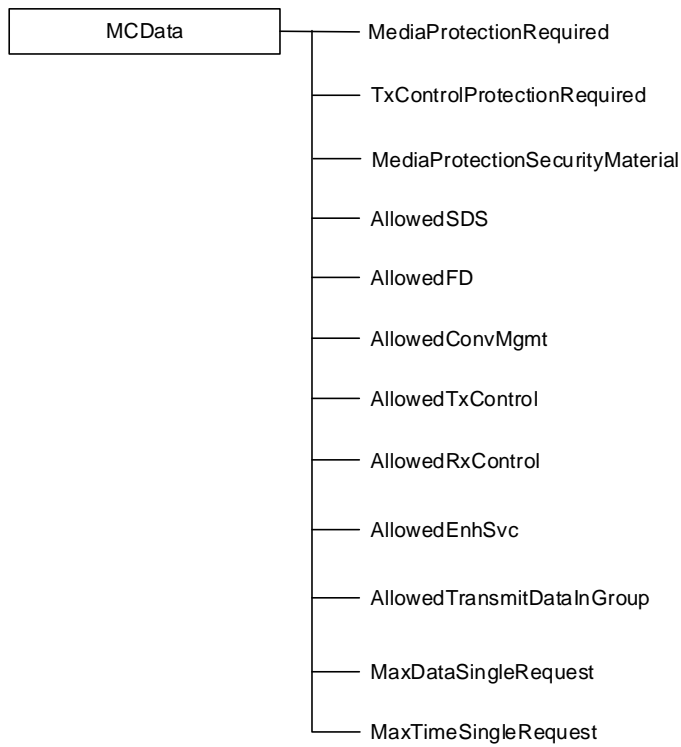 MCData
MediaProtectionRequired
TxControlProtectionRequired
MediaProtectionSecurityMaterial
AllowedSDS
AllowedFD
AllowedConvMgmt
AllowedTxControl
AllowedRxControl
AllowedEnhSvc
AllowedTransmitDataInGroup
MaxDataSingleRequest
MaxTimeSingleRequest